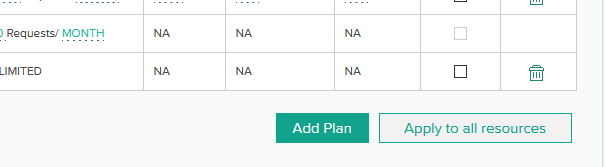 Requests/ MONTH NA NA NA
LIMITED NA NA NA
Add Plan Apply to all resources